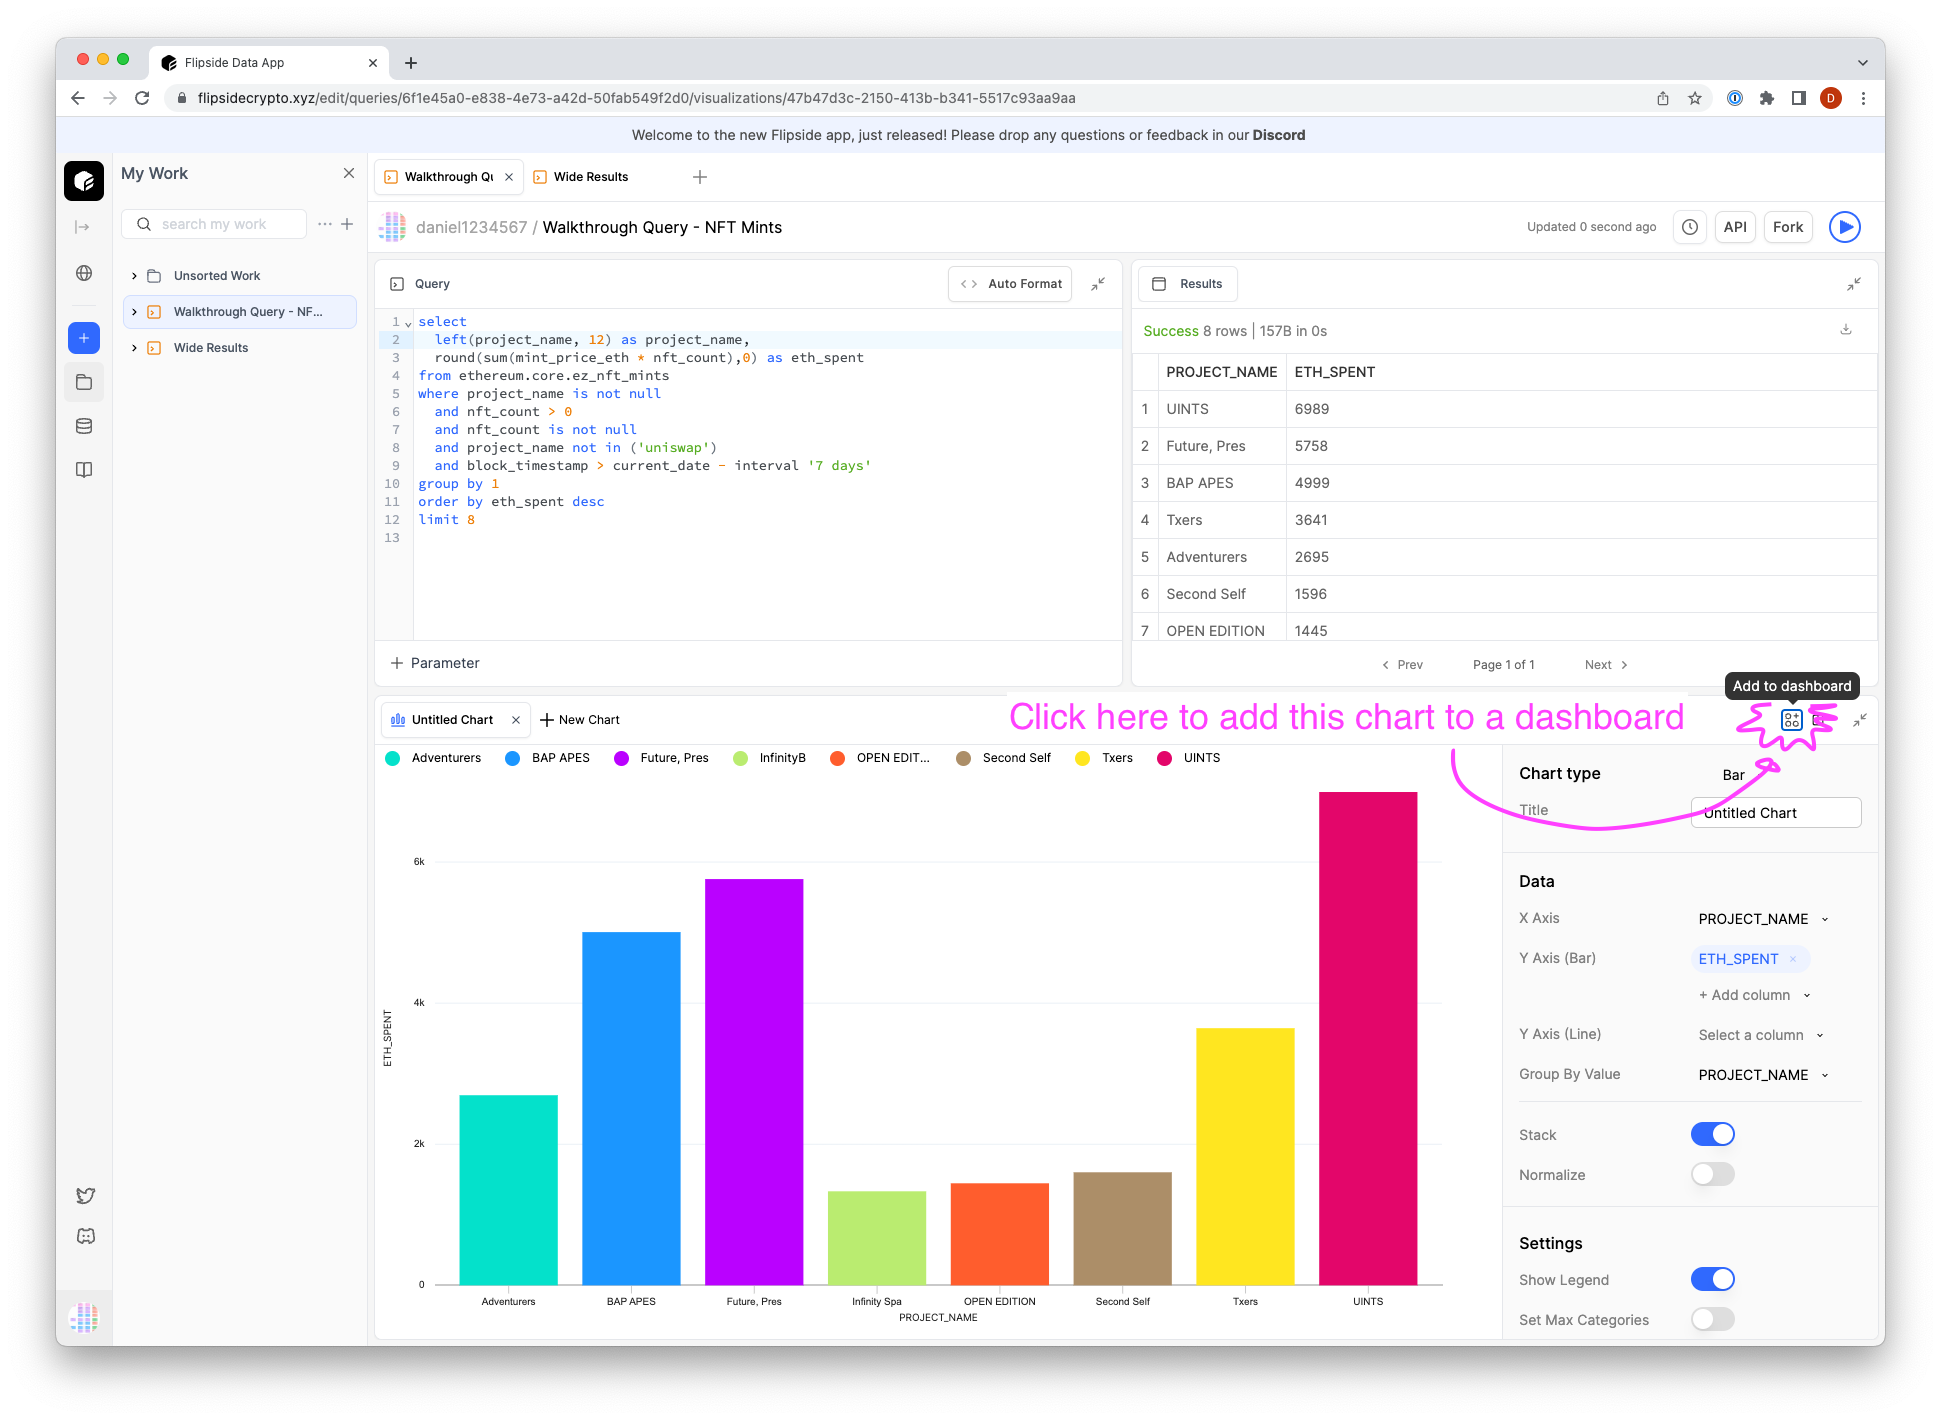 Flipside Data App
flipsidecrypto.xyz/edit/queries/6f1e45a0-e838-4e73-a42d-50fab549f2d0/visualizations/47b47d3c-2150-413b-b341-5517c93aa9aa
D
Welcome to the new Flipside app, just released! Please drop any questions or feedback in our Discord
My Work
search my work
Unsorted Work
Walkthrough Query - NF...
Wide Results
Walkthrough Qu
Wide Results
daniel1234567 / Walkthrough Query - NFT Mints
Updated 0 second ago
API
Fork
Query
Auto Format
1 select
2 left(project_name, 12) as project_name,
3 round(sum(mint_price_eth * nft_count),0) as eth_spent
4 from ethereum.core.ez_nft_mints
5 where project_name is not null
6 and nft_count > 0
7 and nft_count is not null
8 and project_name not in ('uniswap')
9 and block_timestamp > current_date - interval '7 days'
10 group by 1
11 order by eth_spent desc
12 limit 8
13
+ Parameter
Results
Success 8 rows | 157B in 0s
PROJECT_NAME ETH_SPENT
1 UINTS 6989
2 Future, Pres 5758
3 BAP APES 4999
4 Txers 3641
5 Adventurers 2695
6 Second Self 1596
7 OPEN EDITION 1445
Prev Page 1 of 1 Next
Add to dashboard
Untitled Chart
New Chart
Click here to add this chart to a dashboard
Adventurers BAP APES Future, Pres InfinityB OPEN EDIT... Second Self Txers UINTS
6k
4k
2k
0
ETH_SPENT
Adventurers BAP APES Future, Pres Infinity Spa OPEN EDITION Second Self Txers UINTS
PROJECT_NAME
Chart type Bar
Title Untitled Chart
Data
X Axis PROJECT_NAME
Y Axis (Bar) ETH_SPENT ×
+ Add column
Y Axis (Line) Select a column
Group By Value PROJECT_NAME
Stack
Normalize
Settings
Show Legend
Set Max Categories